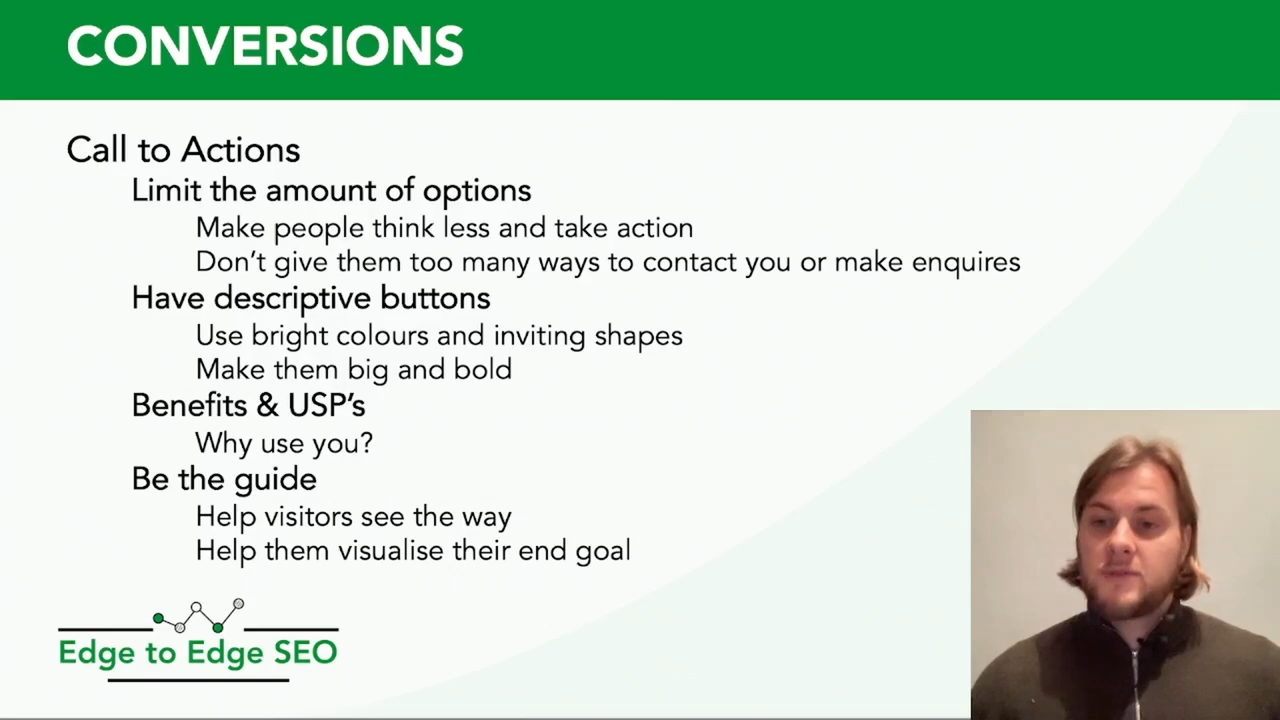 CONVERSIONS
Call to Actions
Limit the amount of options
Make people think less and take action
Don't give them too many ways to contact you or make enquires
Have descriptive buttons
Use bright colours and inviting shapes
Make them big and bold
Benefits & USP's
Why use you?
Be the guide
Help visitors see the way
Help them visualise their end goal
Edge to Edge SEO